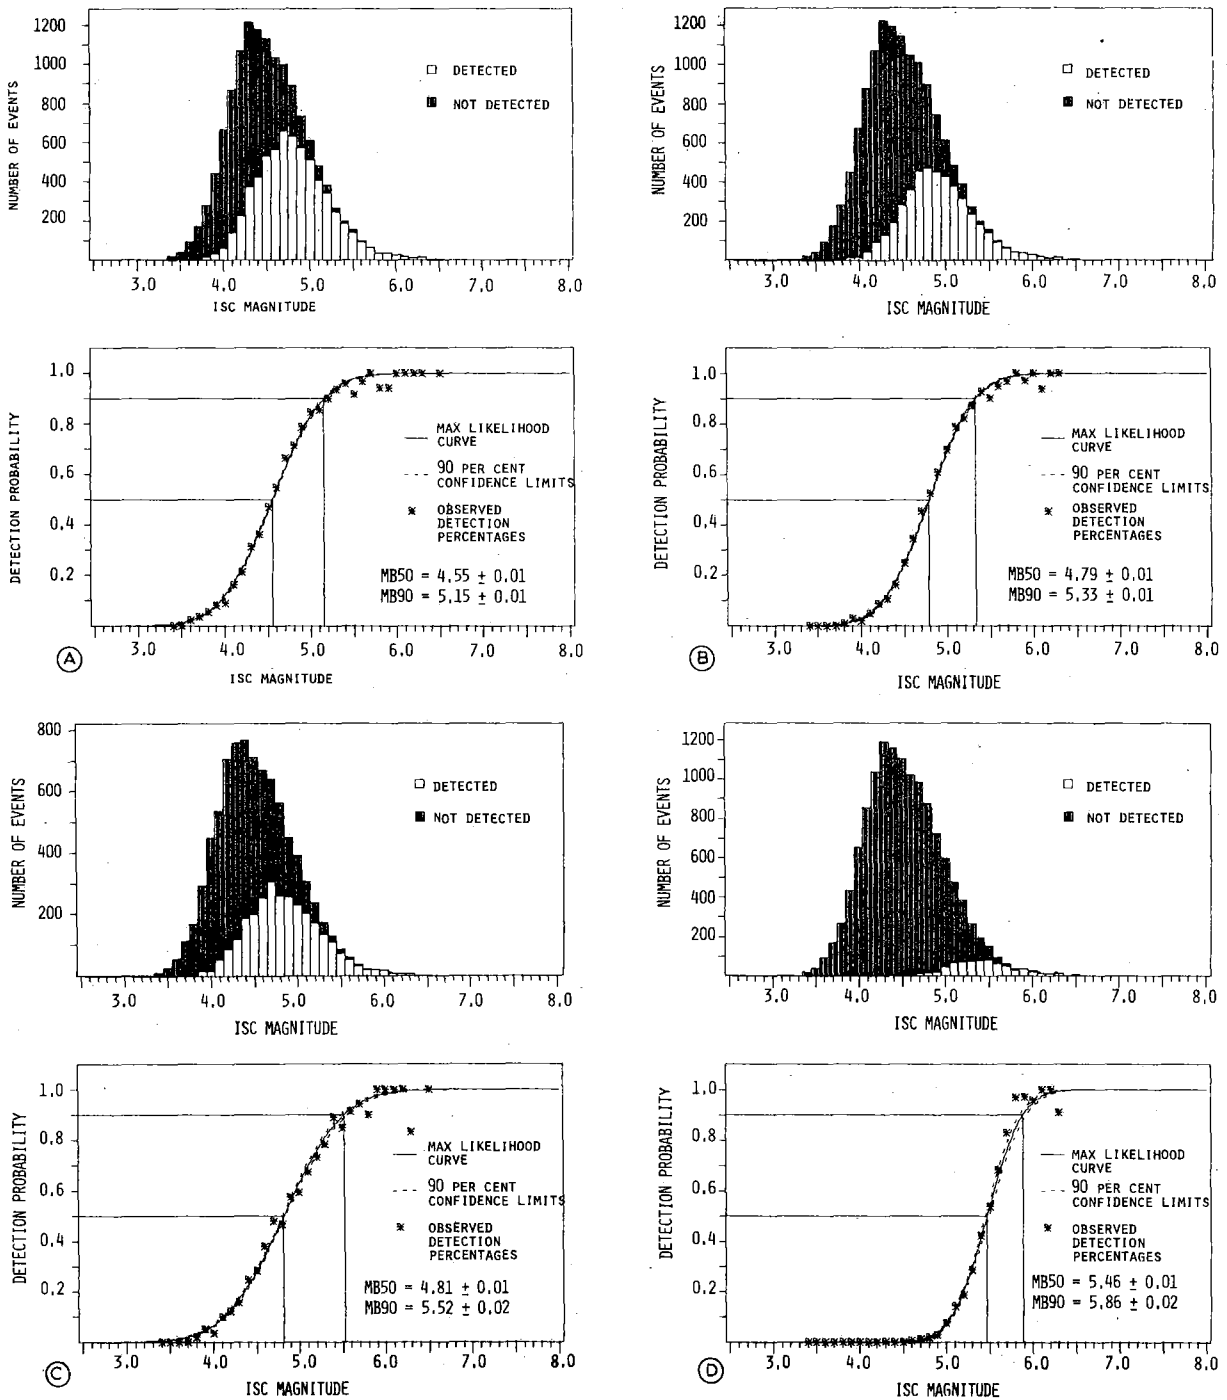 1200
1000
800
600
400
200
NUMBER OF EVENTS
DETECTED
NOT DETECTED
3.0 4.0 5.0 6.0 7.0 8.0
ISC MAGNITUDE
1200
1000
800
600
400
200
NUMBER OF EVENTS
DETECTED
NOT DETECTED
3.0 4.0 5.0 6.0 7.0 8.0
ISC MAGNITUDE
1.0
0.8
0.6
0.4
0.2
DETECTION PROBABILITY
MAX LIKELIHOOD
CURVE
90 PER CENT
CONFIDENCE LIMITS
OBSERVED
DETECTION
PERCENTAGES
MB50 = 4.55 ± 0.01
MB90 = 5.15 ± 0.01
3.0 4.0 5.0 6.0 7.0 8.0
A
ISC MAGNITUDE
1.0
0.8
0.6
0.4
0.2
DETECTION PROBABILITY
MAX LIKELIHOOD
CURVE
90 PER CENT
CONFIDENCE LIMITS
OBSERVED
DETECTION
PERCENTAGES
MB50 = 4.79 ± 0.01
MB90 = 5.33 ± 0.01
3.0 4.0 5.0 6.0 7.0 8.0
B
ISC MAGNITUDE
800
600
400
200
NUMBER OF EVENTS
DETECTED
NOT DETECTED
3.0 4.0 5.0 6.0 7.0 8.0
ISC MAGNITUDE
1200
1000
800
600
400
200
NUMBER OF EVENTS
DETECTED
NOT DETECTED
3.0 4.0 5.0 6.0 7.0 8.0
ISC MAGNITUDE
1.0
0.8
0.6
0.4
0.2
DETECTION PROBABILITY
MAX LIKELIHOOD
CURVE
90 PER CENT
CONFIDENCE LIMITS
OBSERVED
DETECTION
PERCENTAGES
MB50 = 4.81 ± 0.01
MB90 = 5.52 ± 0.02
3.0 4.0 5.0 6.0 7.0 8.0
C
ISC MAGNITUDE
1.0
0.8
0.6
0.4
0.2
DETECTION PROBABILITY
MAX LIKELIHOOD
CURVE
90 PER CENT
CONFIDENCE LIMITS
OBSERVED
DETECTION
PERCENTAGES
MB50 = 5.46 ± 0.01
MB90 = 5.86 ± 0.02
3.0 4.0 5.0 6.0 7.0 8.0
D
ISC MAGNITUDE